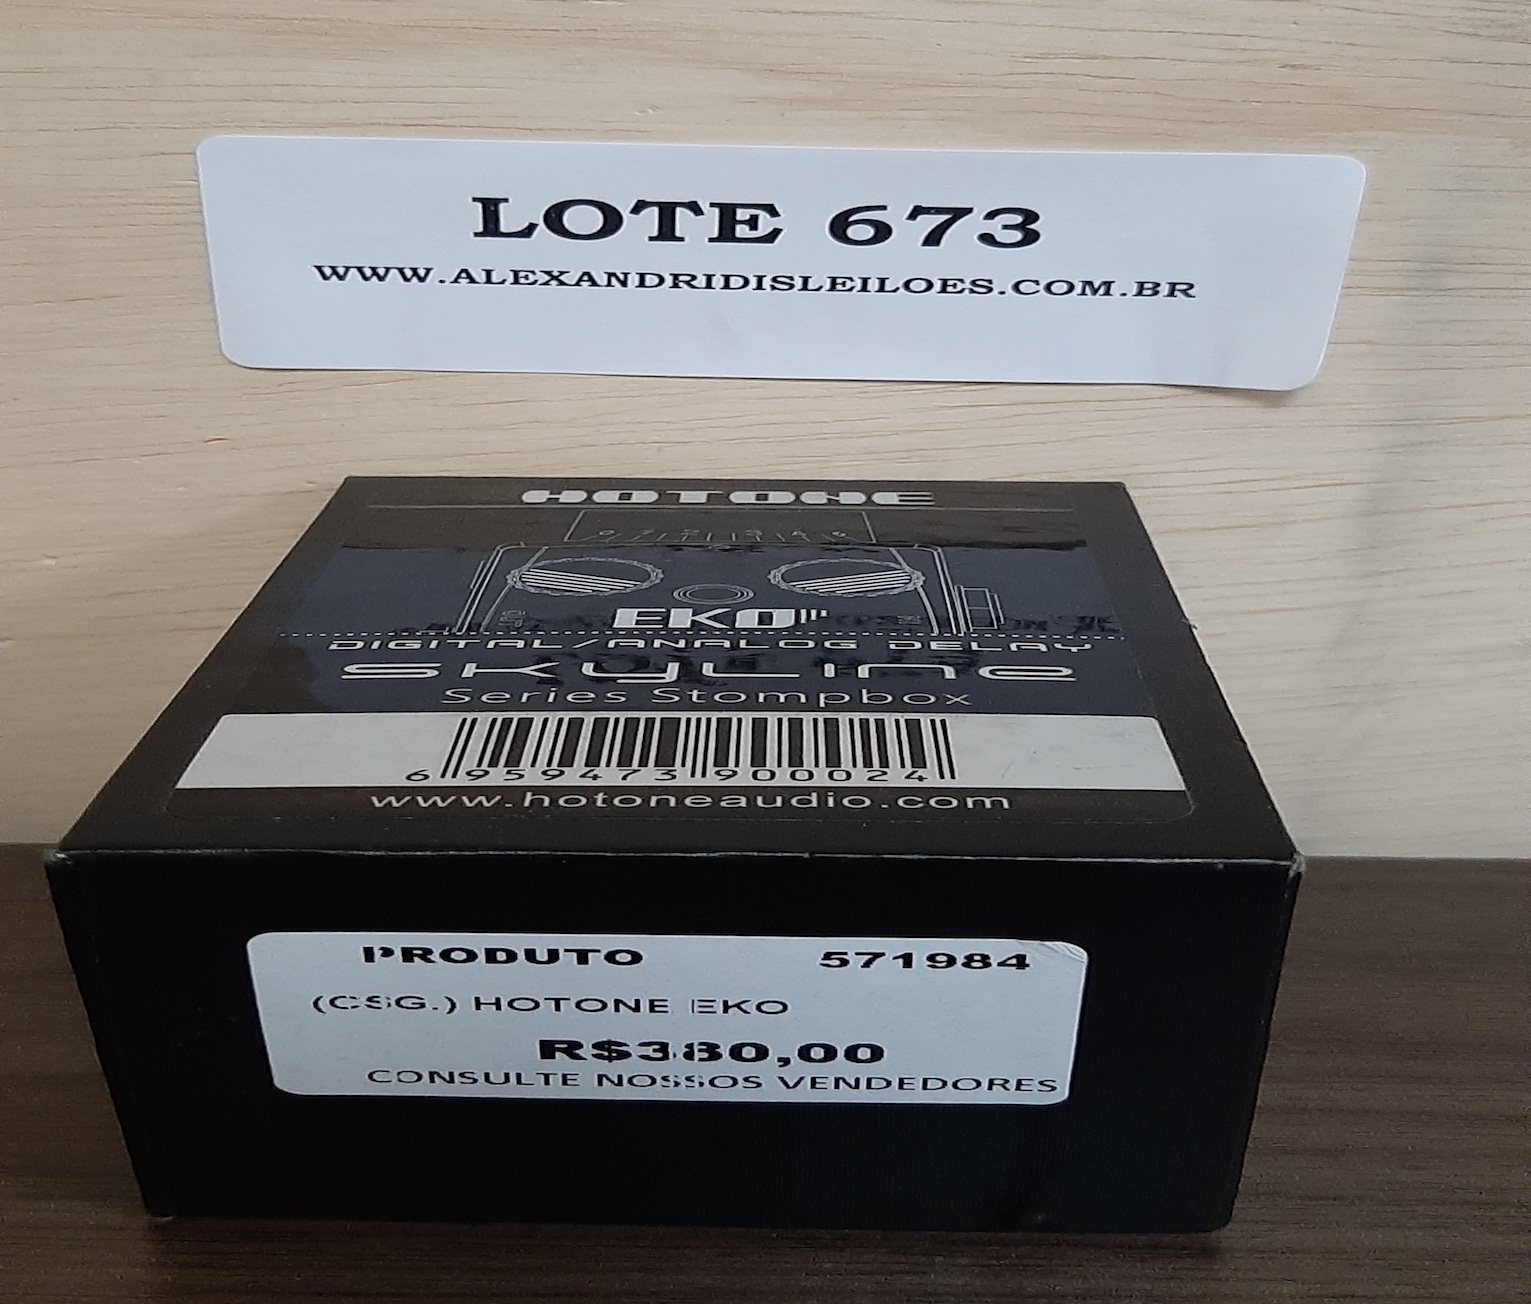 LOTE 673
WWW.ALEXANDRIDISLEILOES.COM.BR
HOTONE
EKO
DIGITAL/ANALOG DELAY
SKYLINE
Series Stompbox
6 959473 900024
www.hotoneaudio.com
PRODUTO 571984
(CSG.) HOTONE EKO
R$380,00
CONSULTE NOSSOS VENDEDORES